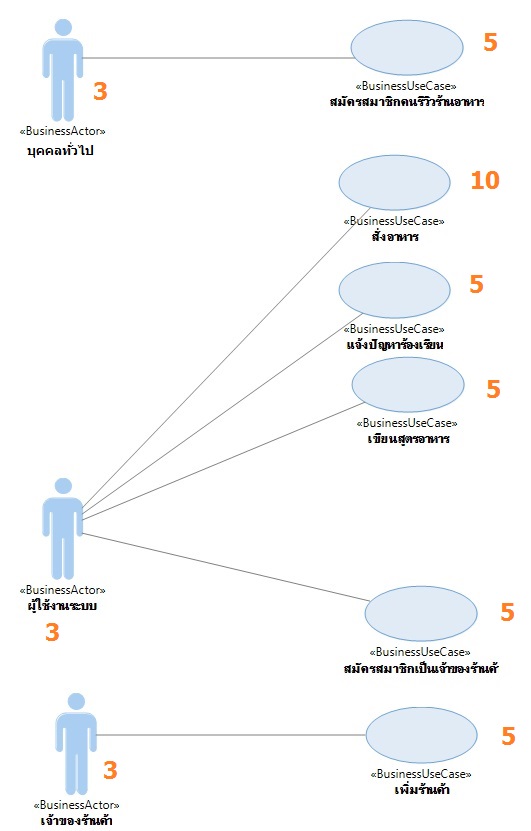 5
3
«BusinessUseCase»
สมัครสมาชิกคนรีวิวร้านอาหาร
«BusinessActor»
บุคคลทั่วไป
10
«BusinessUseCase»
สั่งอาหาร
5
«BusinessUseCase»
แจ้งปัญหาร้องเรียน
5
«BusinessUseCase»
เขียนสูตรอาหาร
«BusinessActor»
ผู้ใช้งานระบบ
3
5
«BusinessUseCase»
สมัครสมาชิกเป็นเจ้าของร้านค้า
5
3
«BusinessUseCase»
เพิ่มร้านค้า
«BusinessActor»
เจ้าของร้านค้า